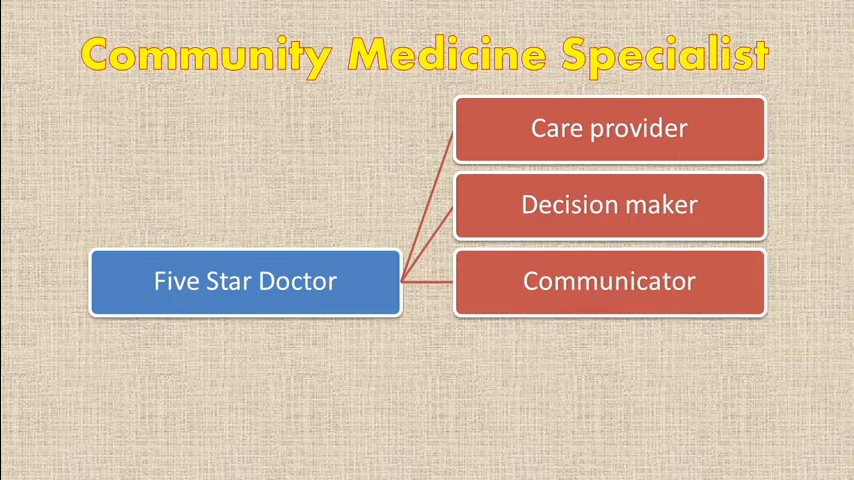 Community Medicine Specialist
Care provider
Decision maker
Five Star Doctor
Communicator